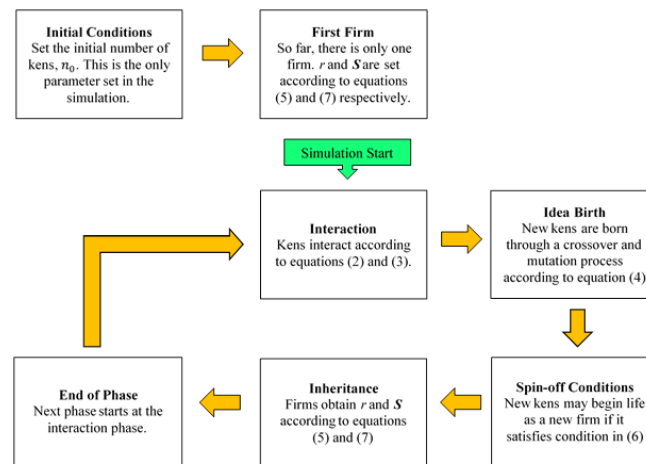 Initial Conditions
Set the initial number of
kens, n₀. This is the only
parameter set in the
simulation.
First Firm
So far, there is only one
firm. r and S are set
according to equations
(5) and (7) respectively.
Simulation Start
Interaction
Kens interact according
to equations (2) and (3).
Idea Birth
New kens are born
through a crossover and
mutation process
according to equation (4)
Spin-off Conditions
New kens may begin life
as a new firm if it
satisfies condition in (6)
Inheritance
Firms obtain r and S
according to equations
(5) and (7)
End of Phase
Next phase starts at the
interaction phase.